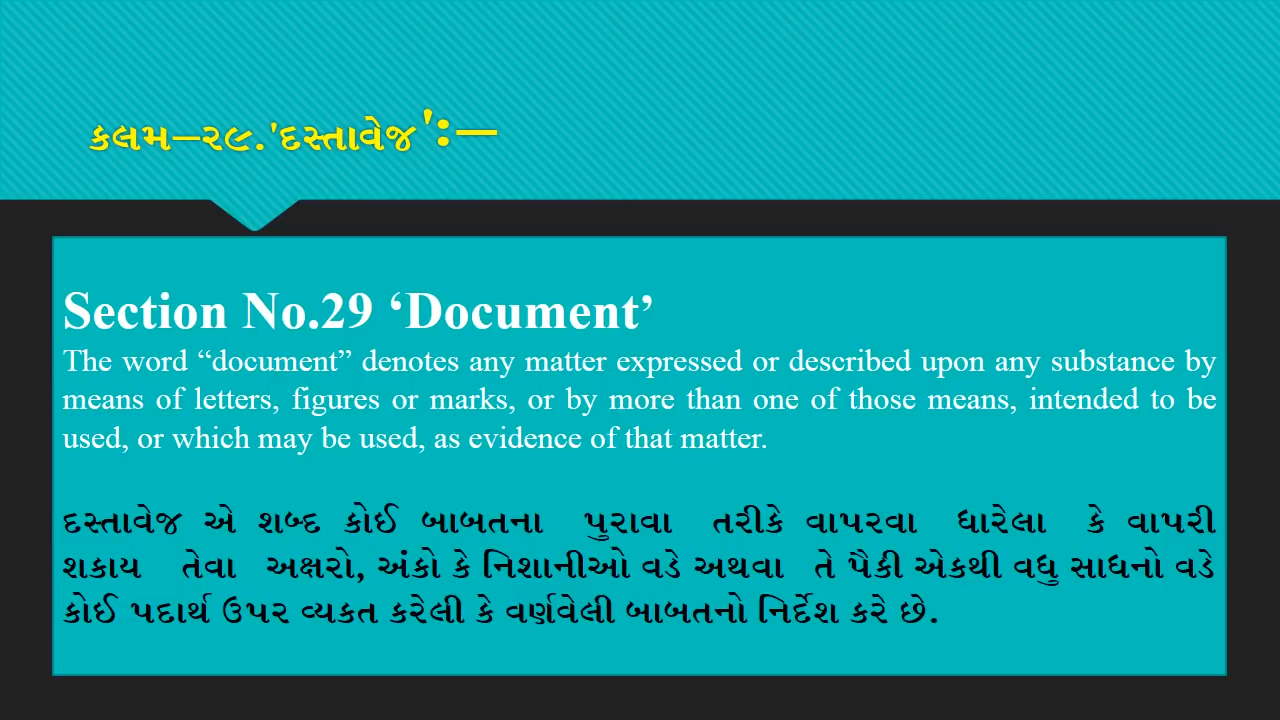 કલમ–૨૯.'દસ્તાવેજ':–
Section No.29 ‘Document’
The word “document” denotes any matter expressed or described upon any substance by
means of letters, figures or marks, or by more than one of those means, intended to be
used, or which may be used, as evidence of that matter.
દસ્તાવેજ એ શબ્દ કોઈ બાબતના પુરાવા તરીકે વાપરવા ધારેલા કે વાપરી
શકાય તેવા અક્ષરો, અંકો કે નિશાનીઓ વડે અથવા તે પૈકી એકથી વધુ સાધનો વડે
કોઈ પદાર્થ ઉપર વ્યકત કરેલી કે વર્ણવેલી બાબતનો નિર્દેશ કરે છે.